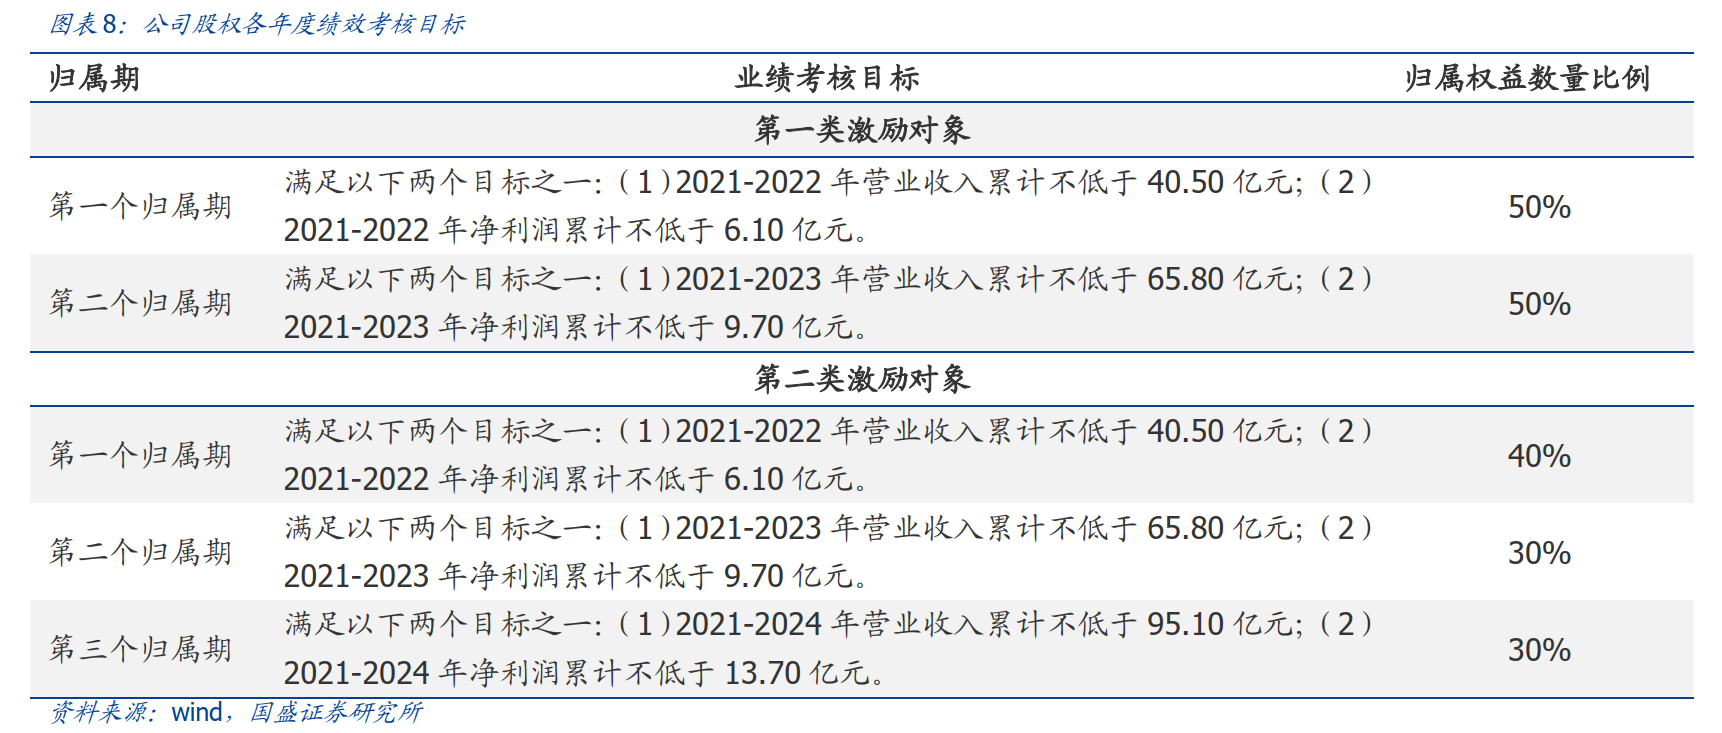 图表 8：公司股权各年度绩效考核目标
归属期 业绩考核目标 归属权益数量比例
第一类激励对象
第一个归属期 满足以下两个目标之一：（1）2021-2022 年营业收入累计不低于 40.50 亿元；（2）
2021-2022 年净利润累计不低于 6.10 亿元。 50%
第二个归属期 满足以下两个目标之一：（1）2021-2023 年营业收入累计不低于 65.80 亿元；（2）
2021-2023 年净利润累计不低于 9.70 亿元。 50%
第二类激励对象
第一个归属期 满足以下两个目标之一：（1）2021-2022 年营业收入累计不低于 40.50 亿元；（2）
2021-2022 年净利润累计不低于 6.10 亿元。 40%
第二个归属期 满足以下两个目标之一：（1）2021-2023 年营业收入累计不低于 65.80 亿元；（2）
2021-2023 年净利润累计不低于 9.70 亿元。 30%
第三个归属期 满足以下两个目标之一：（1）2021-2024 年营业收入累计不低于 95.10 亿元；（2）
2021-2024 年净利润累计不低于 13.70 亿元。 30%
资料来源：wind，国盛证券研究所